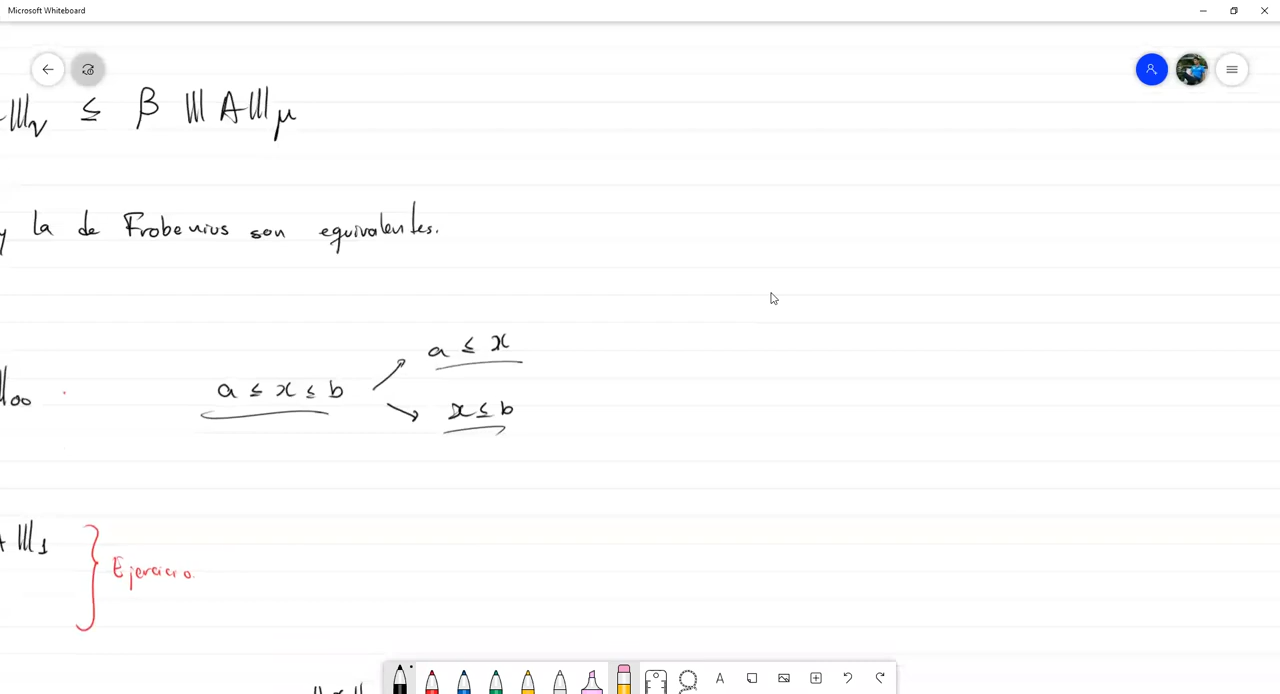 Microsoft Whiteboard
|||ᵥ ≤ β |||A|||μ
y la de Frobenius son equivalentes.
a ≤ x
||∞
a ≤ x ≤ b
x ≤ b
A|||₁
Ejercicio.
A